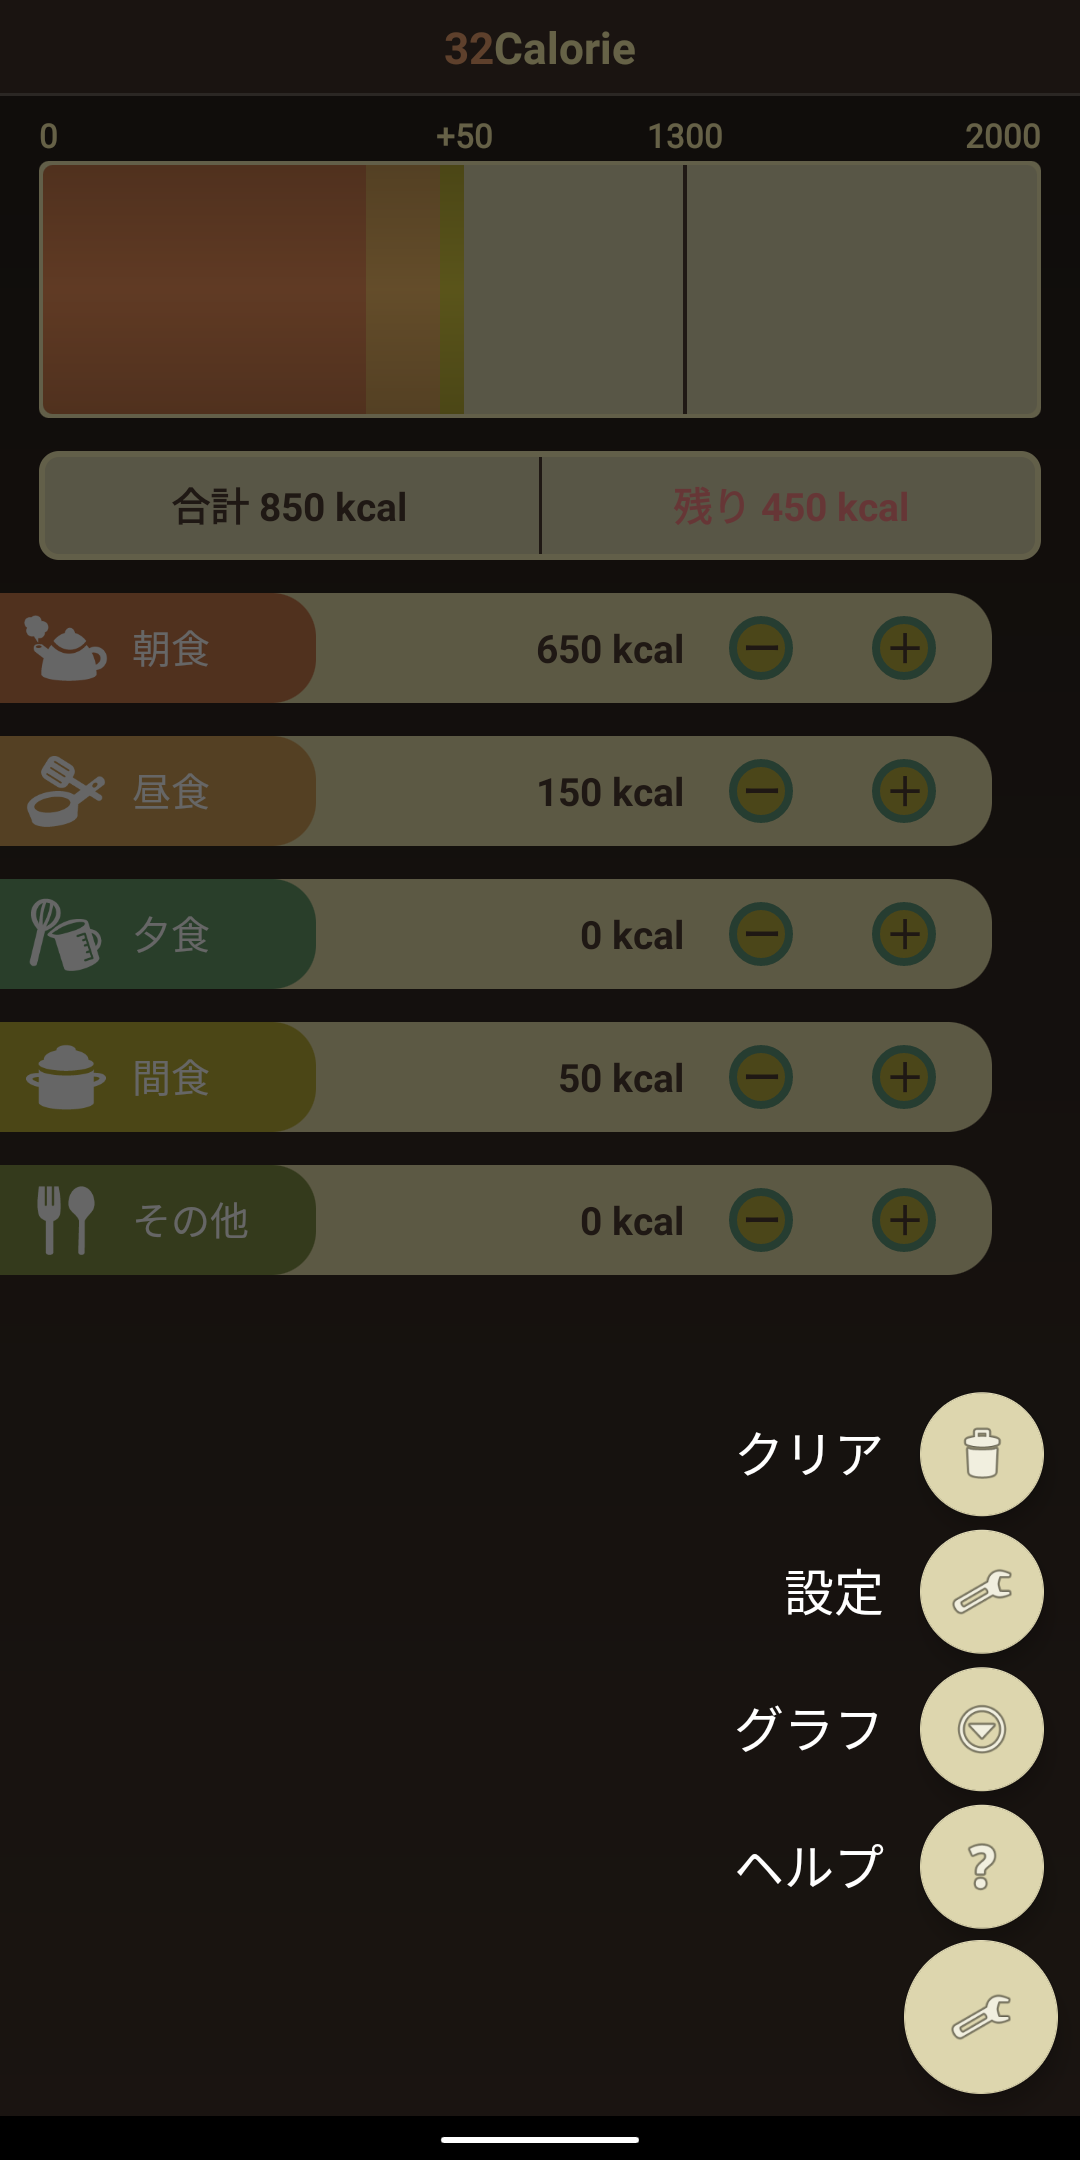 32Calorie
0 +50 1300 2000
合計 850 kcal 残り 450 kcal
朝食 650 kcal
昼食 150 kcal
夕食 0 kcal
間食 50 kcal
その他 0 kcal
クリア
設定
グラフ
ヘルプ